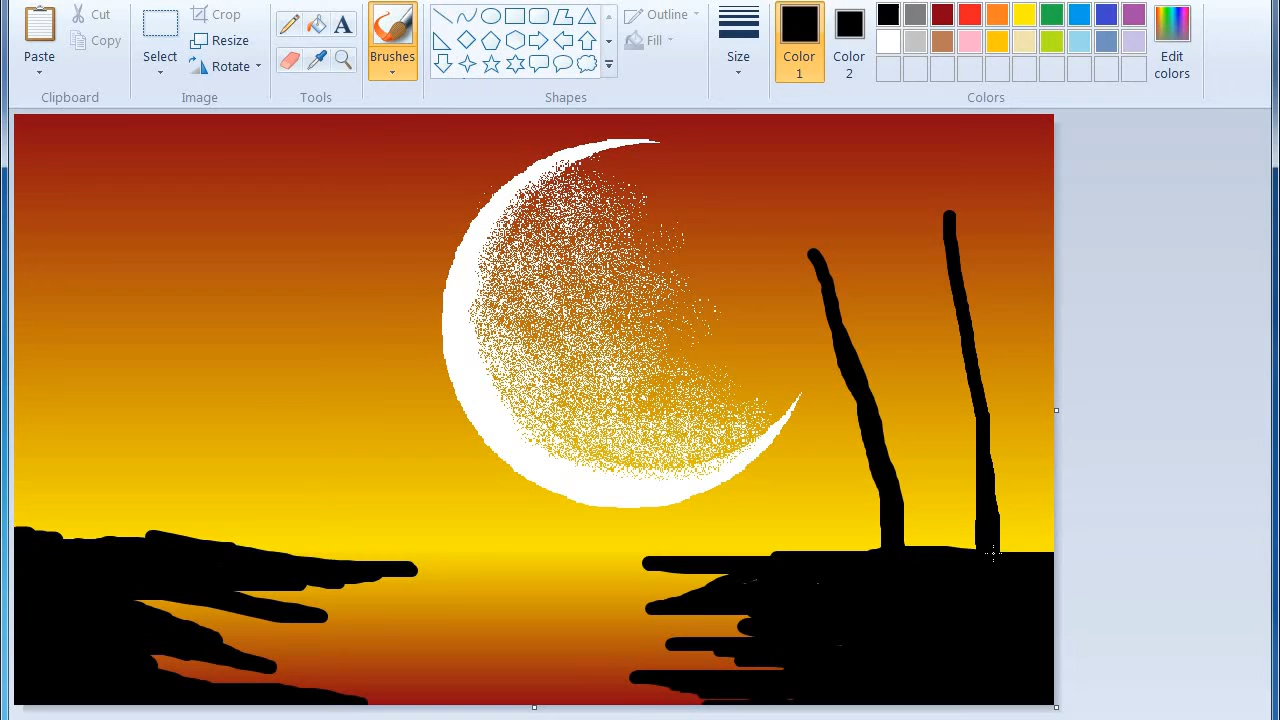 Cut
Crop
Outline
Copy
Resize
A
Fill
Paste
Select
Rotate
Brushes
Size
Color
1
Color
2
Edit
colors
Clipboard
Image
Tools
Shapes
Colors